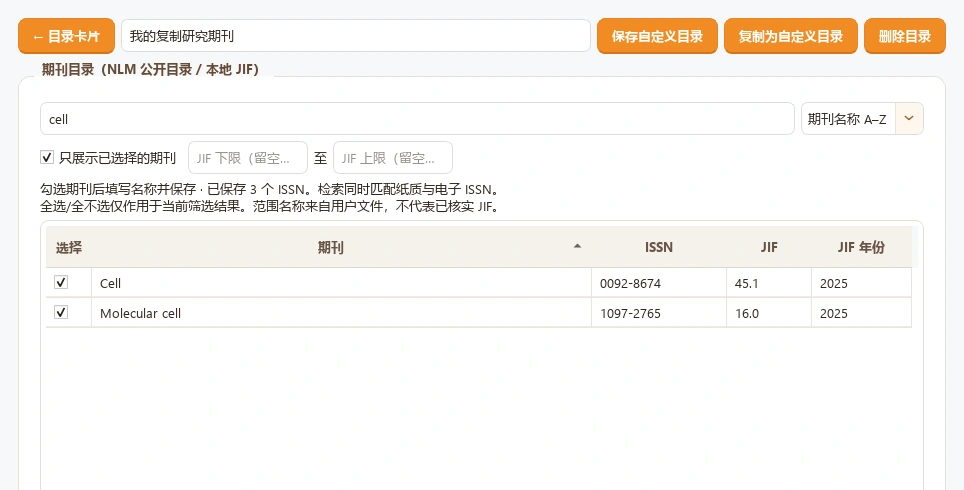 ← 目录卡片 我的复制研究期刊 保存自定义目录 复制为自定义目录 删除目录
期刊目录（NLM 公开目录 / 本地 JIF）
cell 期刊名称 A–Z
只展示已选择的期刊 JIF 下限（留空... 至 JIF 上限（留空...
勾选期刊后填写名称并保存 · 已保存 3 个 ISSN。检索同时匹配纸质与电子 ISSN。
全选/全不选仅作用于当前筛选结果。范围名称来自用户文件，不代表已核实 JIF。
选择 期刊 ISSN JIF JIF 年份
Cell 0092-8674 45.1 2025
Molecular cell 1097-2765 16.0 2025